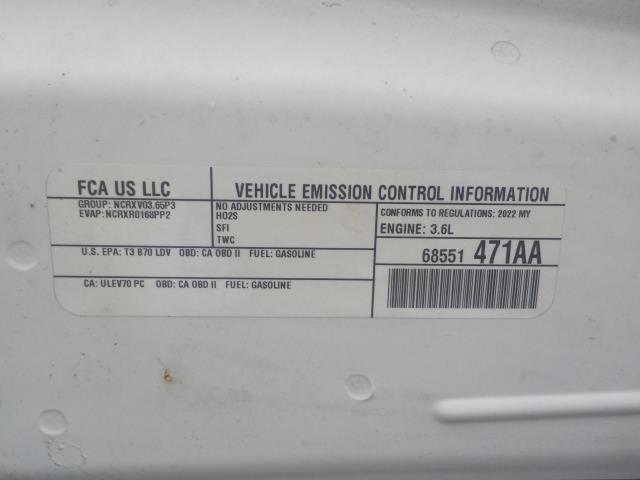 FCA US LLC
VEHICLE EMISSION CONTROL INFORMATION
GROUP: NCRXV03.65P3
EVAP: NCRXR0168PP2
NO ADJUSTMENTS NEEDED
HO2S
SFI
TWC
CONFORMS TO REGULATIONS: 2022 MY
ENGINE: 3.6L
U.S. EPA: T3 B70 LDV OBD: CA OBD II FUEL: GASOLINE
68551 471AA
CA: ULEV70 PC OBD: CA OBD II FUEL: GASOLINE